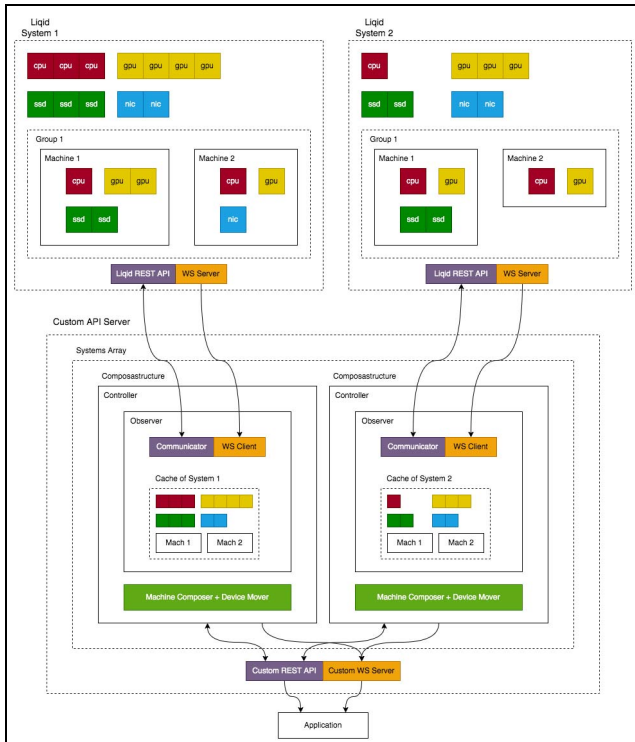 Liqid
System 1
Liqid
System 2
cpu cpu cpu gpu gpu gpu gpu
cpu gpu gpu gpu
ssd ssd ssd nic nic
ssd ssd nic nic
Group 1
Group 1
Machine 1
Machine 2
Machine 1
Machine 2
cpu gpu gpu
cpu gpu
cpu gpu
cpu gpu
ssd ssd
nic
ssd ssd
Liqid REST API WS Server
Liqid REST API WS Server
Custom API Server
Systems Array
Composastructure
Composastructure
Controller
Controller
Observer
Observer
Communicator WS Client
Communicator WS Client
Cache of System 1
Cache of System 2
Mach 1 Mach 2
Mach 1 Mach 2
Machine Composer + Device Mover
Machine Composer + Device Mover
Custom REST API Custom WS Server
Application